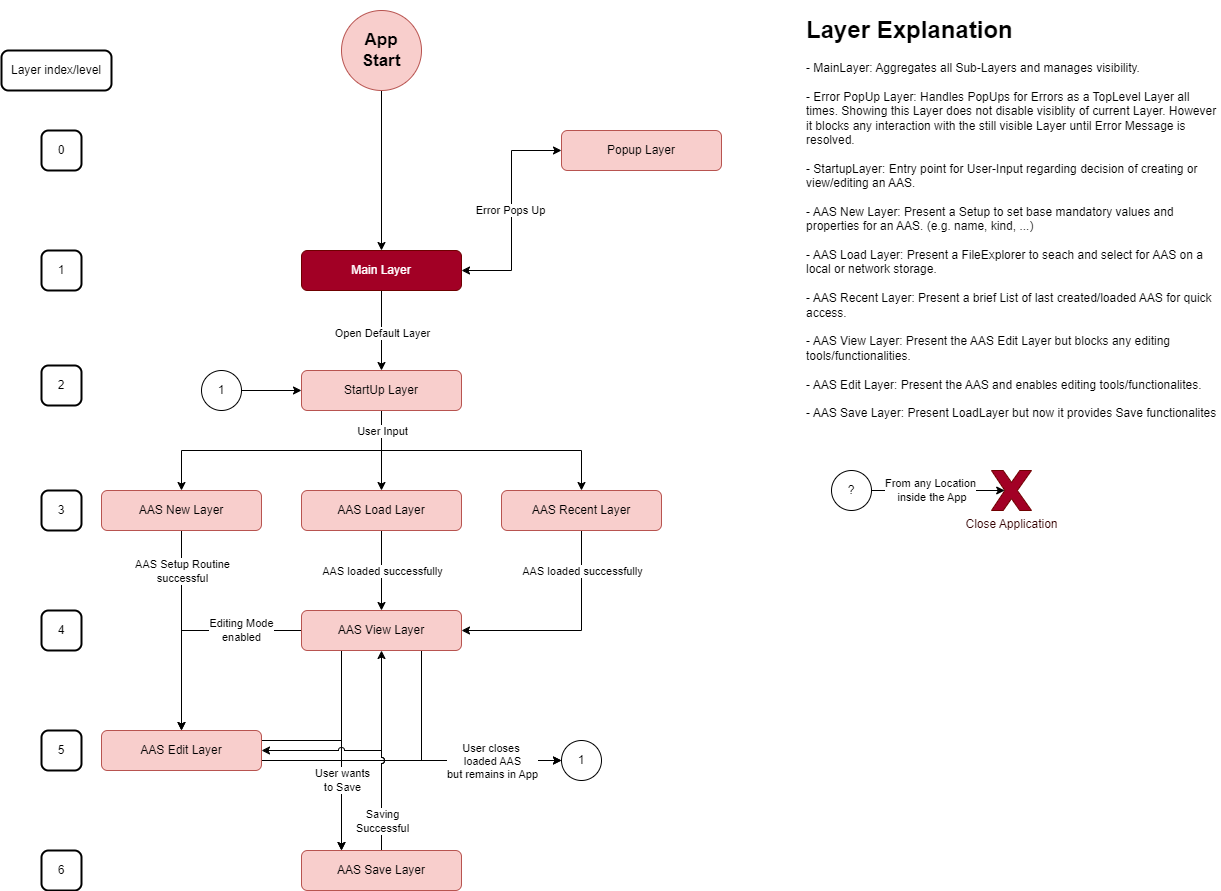 App
Start
Layer Explanation
Layer index/level
- MainLayer: Aggregates all Sub-Layers and manages visibility.
- Error PopUp Layer: Handles PopUps for Errors as a TopLevel Layer all
times. Showing this Layer does not disable visiblity of current Layer. However
it blocks any interaction with the still visible Layer until Error Message is
resolved.
- StartupLayer: Entry point for User-Input regarding decision of creating or
view/editing an AAS.
- AAS New Layer: Present a Setup to set base mandatory values and
properties for an AAS. (e.g. name, kind, ...)
- AAS Load Layer: Present a FileExplorer to seach and select for AAS on a
local or network storage.
- AAS Recent Layer: Present a brief List of last created/loaded AAS for quick
access.
- AAS View Layer: Present the AAS Edit Layer but blocks any editing
tools/functionalities.
- AAS Edit Layer: Present the AAS and enables editing tools/functionalites.
- AAS Save Layer: Present LoadLayer but now it provides Save functionalites
0
Popup Layer
Error Pops Up
1
Main Layer
Open Default Layer
2
1
StartUp Layer
User Input
3
AAS New Layer
AAS Load Layer
AAS Recent Layer
?
From any Location
inside the App
Close Application
AAS Setup Routine
successful
AAS loaded successfully
AAS loaded successfully
4
Editing Mode
enabled
AAS View Layer
5
AAS Edit Layer
User closes
loaded AAS
but remains in App
1
User wants
to Save
Saving
Successful
6
AAS Save Layer